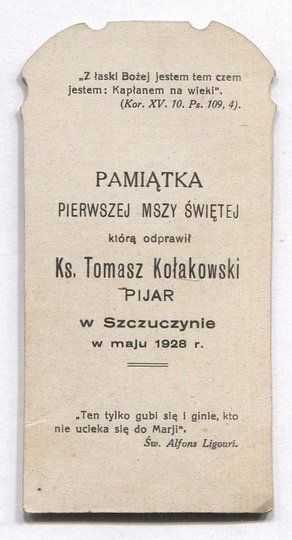 „Z łaski Bożej jestem tem czem
jestem: Kapłanem na wieki“.
(Kor. XV. 10. Ps. 109, 4).
PAMIĄTKA
PIERWSZEJ MSZY ŚWIĘTEJ
którą odprawił
Ks. Tomasz Kołakowski
PIJAR
w Szczuczynie
w maju 1928 r.
„Ten tylko gubi się i ginie, kto
nie ucieka się do Marji“.
Św. Alfons Ligouri.